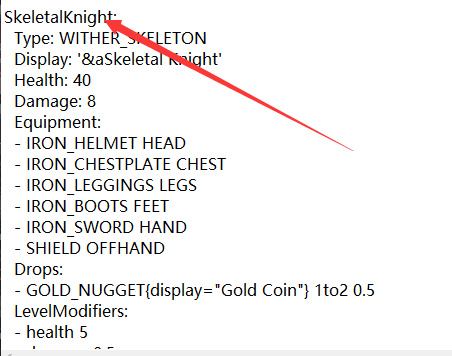 SkeletalKnight:
Type: WITHER_SKELETON
Display: '&aSkeletal Knight'
Health: 40
Damage: 8
Equipment:
- IRON_HELMET HEAD
- IRON_CHESTPLATE CHEST
- IRON_LEGGINGS LEGS
- IRON_BOOTS FEET
- IRON_SWORD HAND
- SHIELD OFFHAND
Drops:
- GOLD_NUGGET{display="Gold Coin"} 1to2 0.5
LevelModifiers:
- health 5